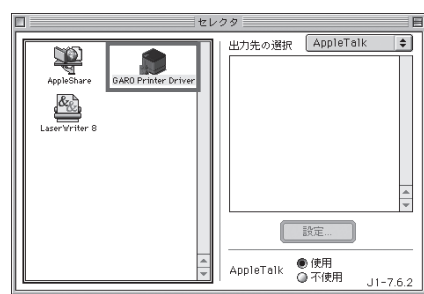 セレクタ
AppleShare
GARO Printer Driver
LaserWriter 8
出力先の選択
AppleTalk
設定...
AppleTalk
使用
不使用
J1-7.6.2